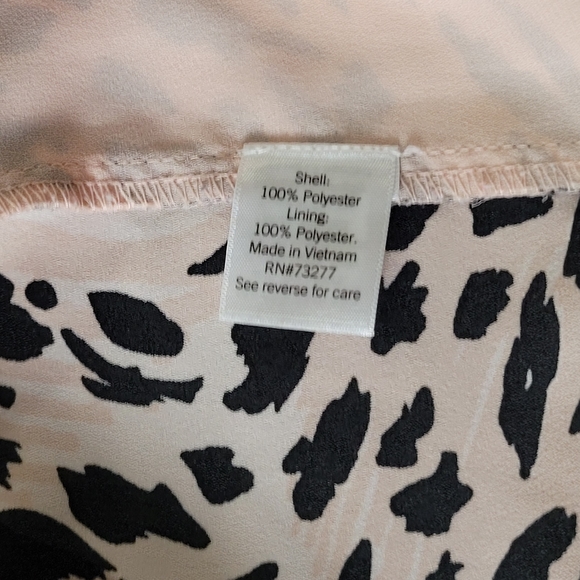 Shell:
100% Polyester
Lining:
100% Polyester.
Made in Vietnam
RN#73277
See reverse for care